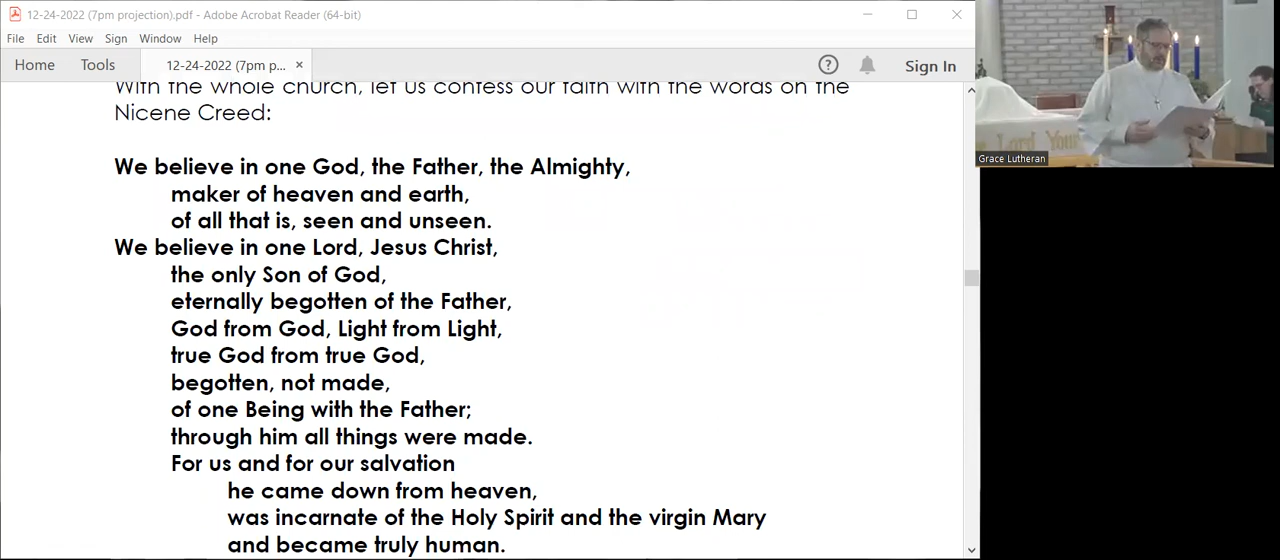 12-24-2022 (7pm projection).pdf - Adobe Acrobat Reader (64-bit)
File Edit View Sign Window Help
Home Tools 12-24-2022 (7pm p... × ? Sign In
With the whole church, let us confess our faith with the words on the
Nicene Creed:
We believe in one God, the Father, the Almighty,
maker of heaven and earth,
of all that is, seen and unseen.
We believe in one Lord, Jesus Christ,
the only Son of God,
eternally begotten of the Father,
God from God, Light from Light,
true God from true God,
begotten, not made,
of one Being with the Father;
through him all things were made.
For us and for our salvation
he came down from heaven,
was incarnate of the Holy Spirit and the virgin Mary
and became truly human.
Lord Your
Grace Lutheran